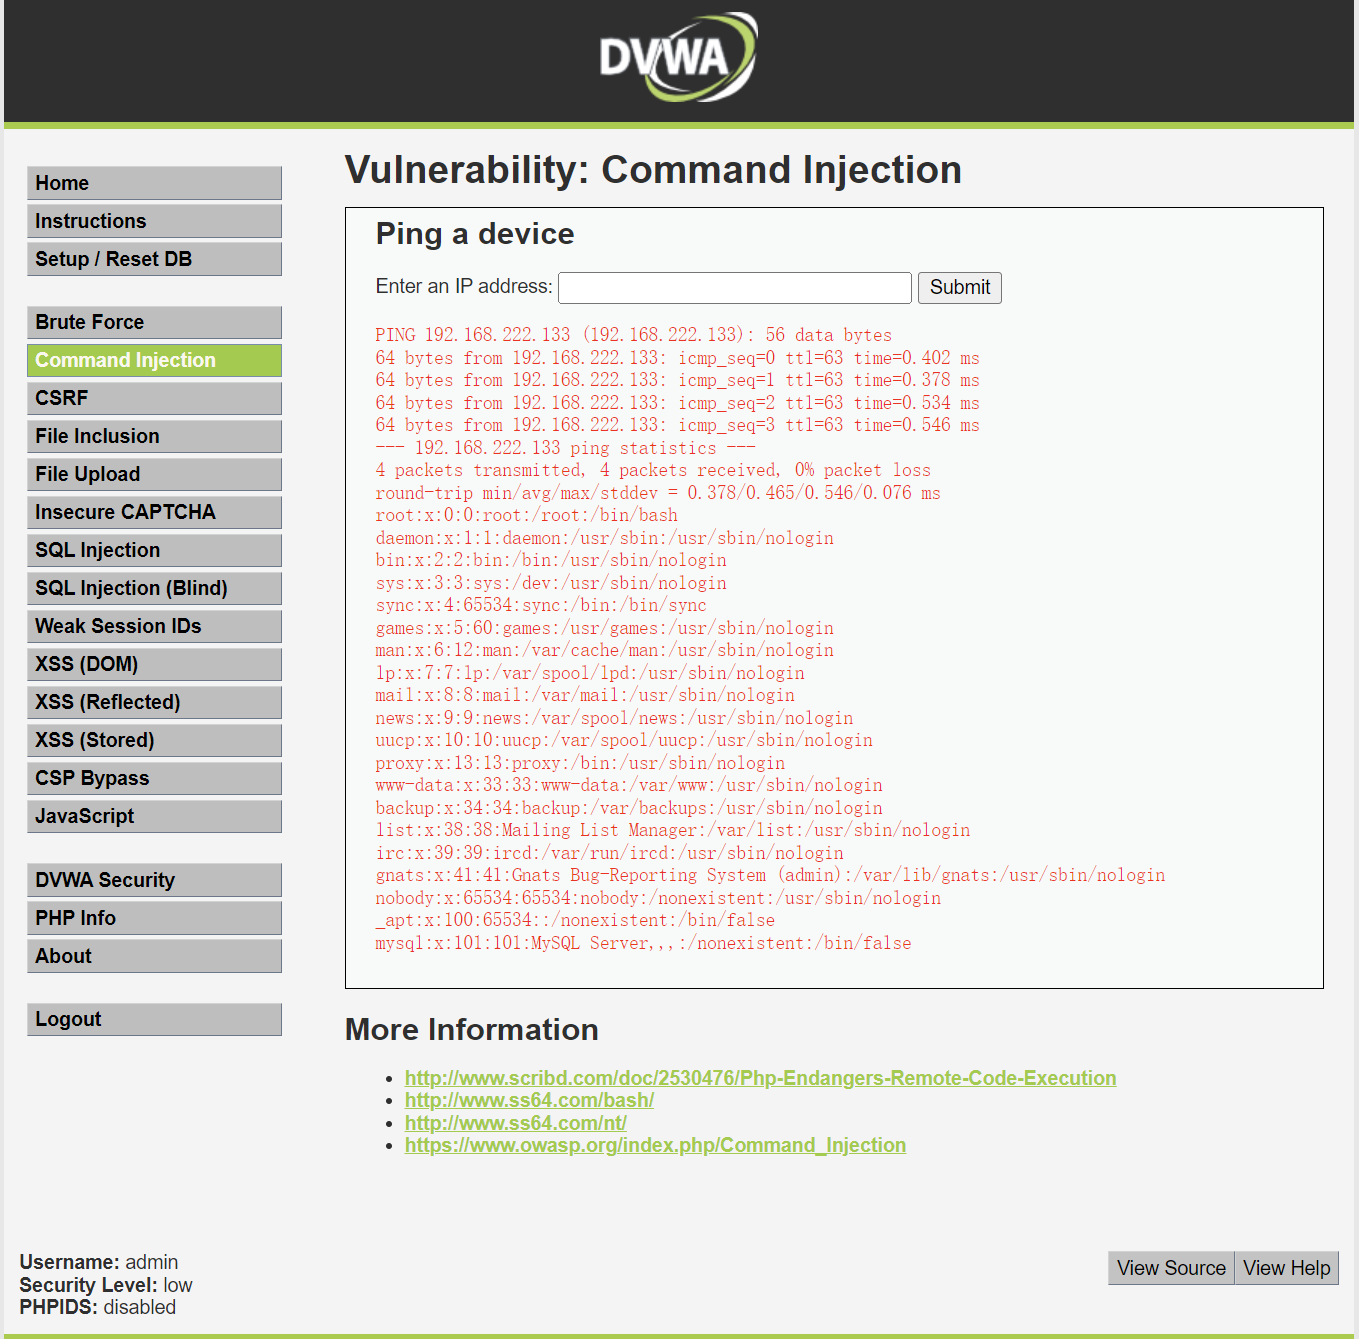 DVWA
Home
Instructions
Setup / Reset DB
Brute Force
Command Injection
CSRF
File Inclusion
File Upload
Insecure CAPTCHA
SQL Injection
SQL Injection (Blind)
Weak Session IDs
XSS (DOM)
XSS (Reflected)
XSS (Stored)
CSP Bypass
JavaScript
DVWA Security
PHP Info
About
Logout
Vulnerability: Command Injection
Ping a device
Enter an IP address: Submit
PING 192.168.222.133 (192.168.222.133): 56 data bytes
64 bytes from 192.168.222.133: icmp_seq=0 ttl=63 time=0.402 ms
64 bytes from 192.168.222.133: icmp_seq=1 ttl=63 time=0.378 ms
64 bytes from 192.168.222.133: icmp_seq=2 ttl=63 time=0.534 ms
64 bytes from 192.168.222.133: icmp_seq=3 ttl=63 time=0.546 ms
--- 192.168.222.133 ping statistics ---
4 packets transmitted, 4 packets received, 0% packet loss
round-trip min/avg/max/stddev = 0.378/0.465/0.546/0.076 ms
root:x:0:0:root:/root:/bin/bash
daemon:x:1:1:daemon:/usr/sbin:/usr/sbin/nologin
bin:x:2:2:bin:/bin:/usr/sbin/nologin
sys:x:3:3:sys:/dev:/usr/sbin/nologin
sync:x:4:65534:sync:/bin:/bin/sync
games:x:5:60:games:/usr/games:/usr/sbin/nologin
man:x:6:12:man:/var/cache/man:/usr/sbin/nologin
lp:x:7:7:lp:/var/spool/lpd:/usr/sbin/nologin
mail:x:8:8:mail:/var/mail:/usr/sbin/nologin
news:x:9:9:news:/var/spool/news:/usr/sbin/nologin
uucp:x:10:10:uucp:/var/spool/uucp:/usr/sbin/nologin
proxy:x:13:13:proxy:/bin:/usr/sbin/nologin
www-data:x:33:33:www-data:/var/www:/usr/sbin/nologin
backup:x:34:34:backup:/var/backups:/usr/sbin/nologin
list:x:38:38:Mailing List Manager:/var/list:/usr/sbin/nologin
irc:x:39:39:ircd:/var/run/ircd:/usr/sbin/nologin
gnats:x:41:41:Gnats Bug-Reporting System (admin):/var/lib/gnats:/usr/sbin/nologin
nobody:x:65534:65534:nobody:/nonexistent:/usr/sbin/nologin
_apt:x:100:65534::/nonexistent:/bin/false
mysql:x:101:101:MySQL Server,,,:/nonexistent:/bin/false
More Information
http://www.scribd.com/doc/2530476/Php-Endangers-Remote-Code-Execution
http://www.ss64.com/bash/
http://www.ss64.com/nt/
https://www.owasp.org/index.php/Command_Injection
Username: admin
Security Level: low
PHPIDS: disabled
View Source View Help